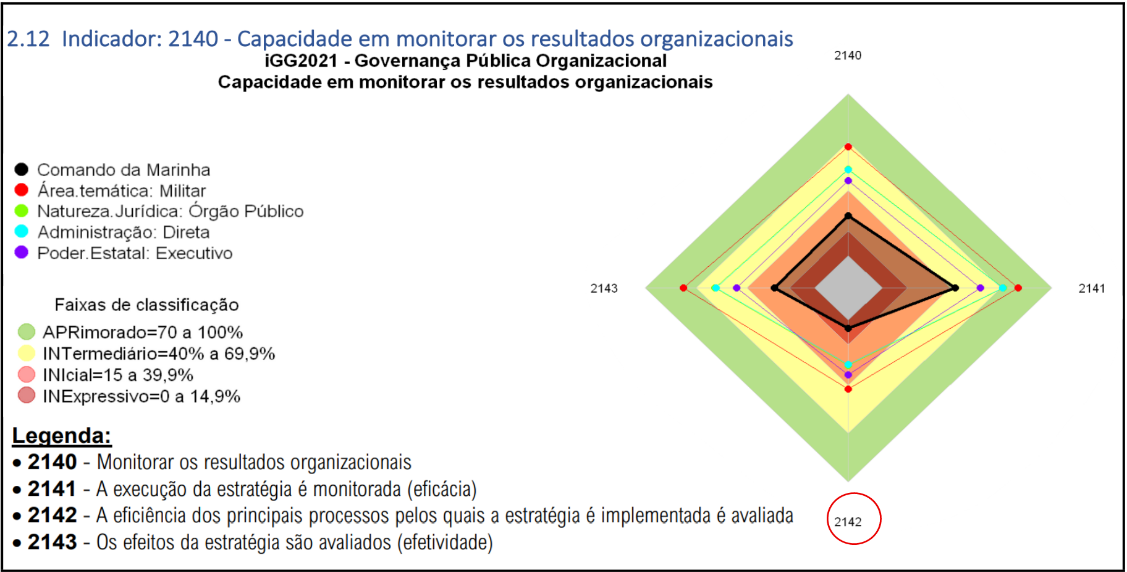 2.12 Indicador: 2140 - Capacidade em monitorar os resultados organizacionais
iGG2021 - Governança Pública Organizacional
Capacidade em monitorar os resultados organizacionais
2140
Comando da Marinha
Área.temática: Militar
Natureza.Jurídica: Órgão Público
Administração: Direta
Poder.Estatal: Executivo
2143
2141
Faixas de classificação
APRimorado=70 a 100%
INTermediário=40% a 69,9%
INIcial=15 a 39,9%
INExpressivo=0 a 14,9%
Legenda:
• 2140 - Monitorar os resultados organizacionais
• 2141 - A execução da estratégia é monitorada (eficácia)
• 2142 - A eficiência dos principais processos pelos quais a estratégia é implementada é avaliada
2142
• 2143 - Os efeitos da estratégia são avaliados (efetividade)